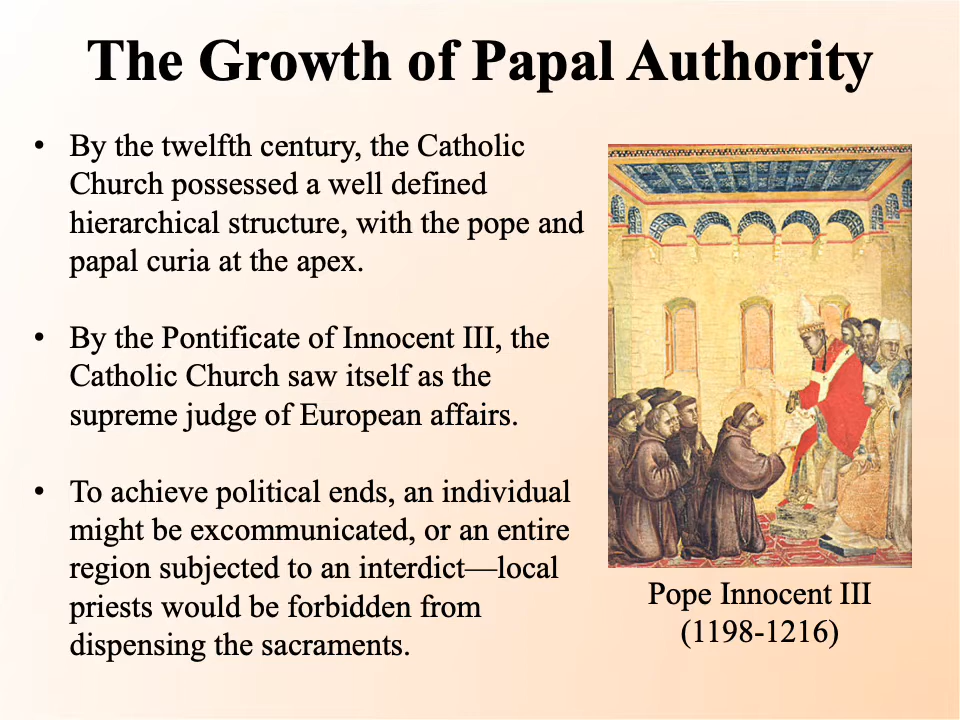 The Growth of Papal Authority
• By the twelfth century, the Catholic
Church possessed a well defined
hierarchical structure, with the pope and
papal curia at the apex.
• By the Pontificate of Innocent III, the
Catholic Church saw itself as the
supreme judge of European affairs.
• To achieve political ends, an individual
might be excommunicated, or an entire
region subjected to an interdict—local
priests would be forbidden from
dispensing the sacraments.
Pope Innocent III
(1198-1216)